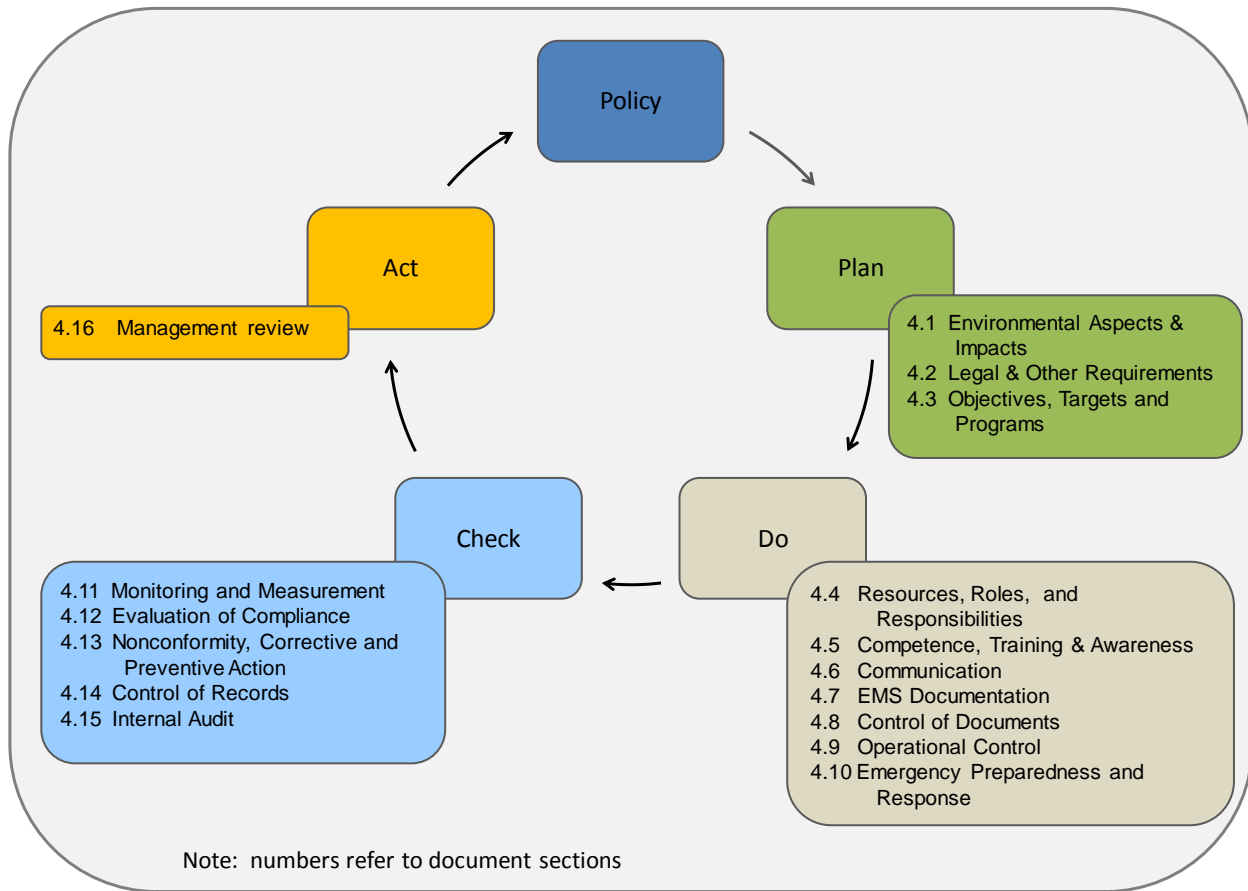 Policy
Plan
4.1 Environmental Aspects &
Impacts
4.2 Legal & Other Requirements
4.3 Objectives, Targets and
Programs
Do
4.4 Resources, Roles, and
Responsibilities
4.5 Competence, Training & Awareness
4.6 Communication
4.7 EMS Documentation
4.8 Control of Documents
4.9 Operational Control
4.10 Emergency Preparedness and
Response
Check
4.11 Monitoring and Measurement
4.12 Evaluation of Compliance
4.13 Nonconformity, Corrective and
Preventive Action
4.14 Control of Records
4.15 Internal Audit
Act
4.16 Management review
Note: numbers refer to document sections